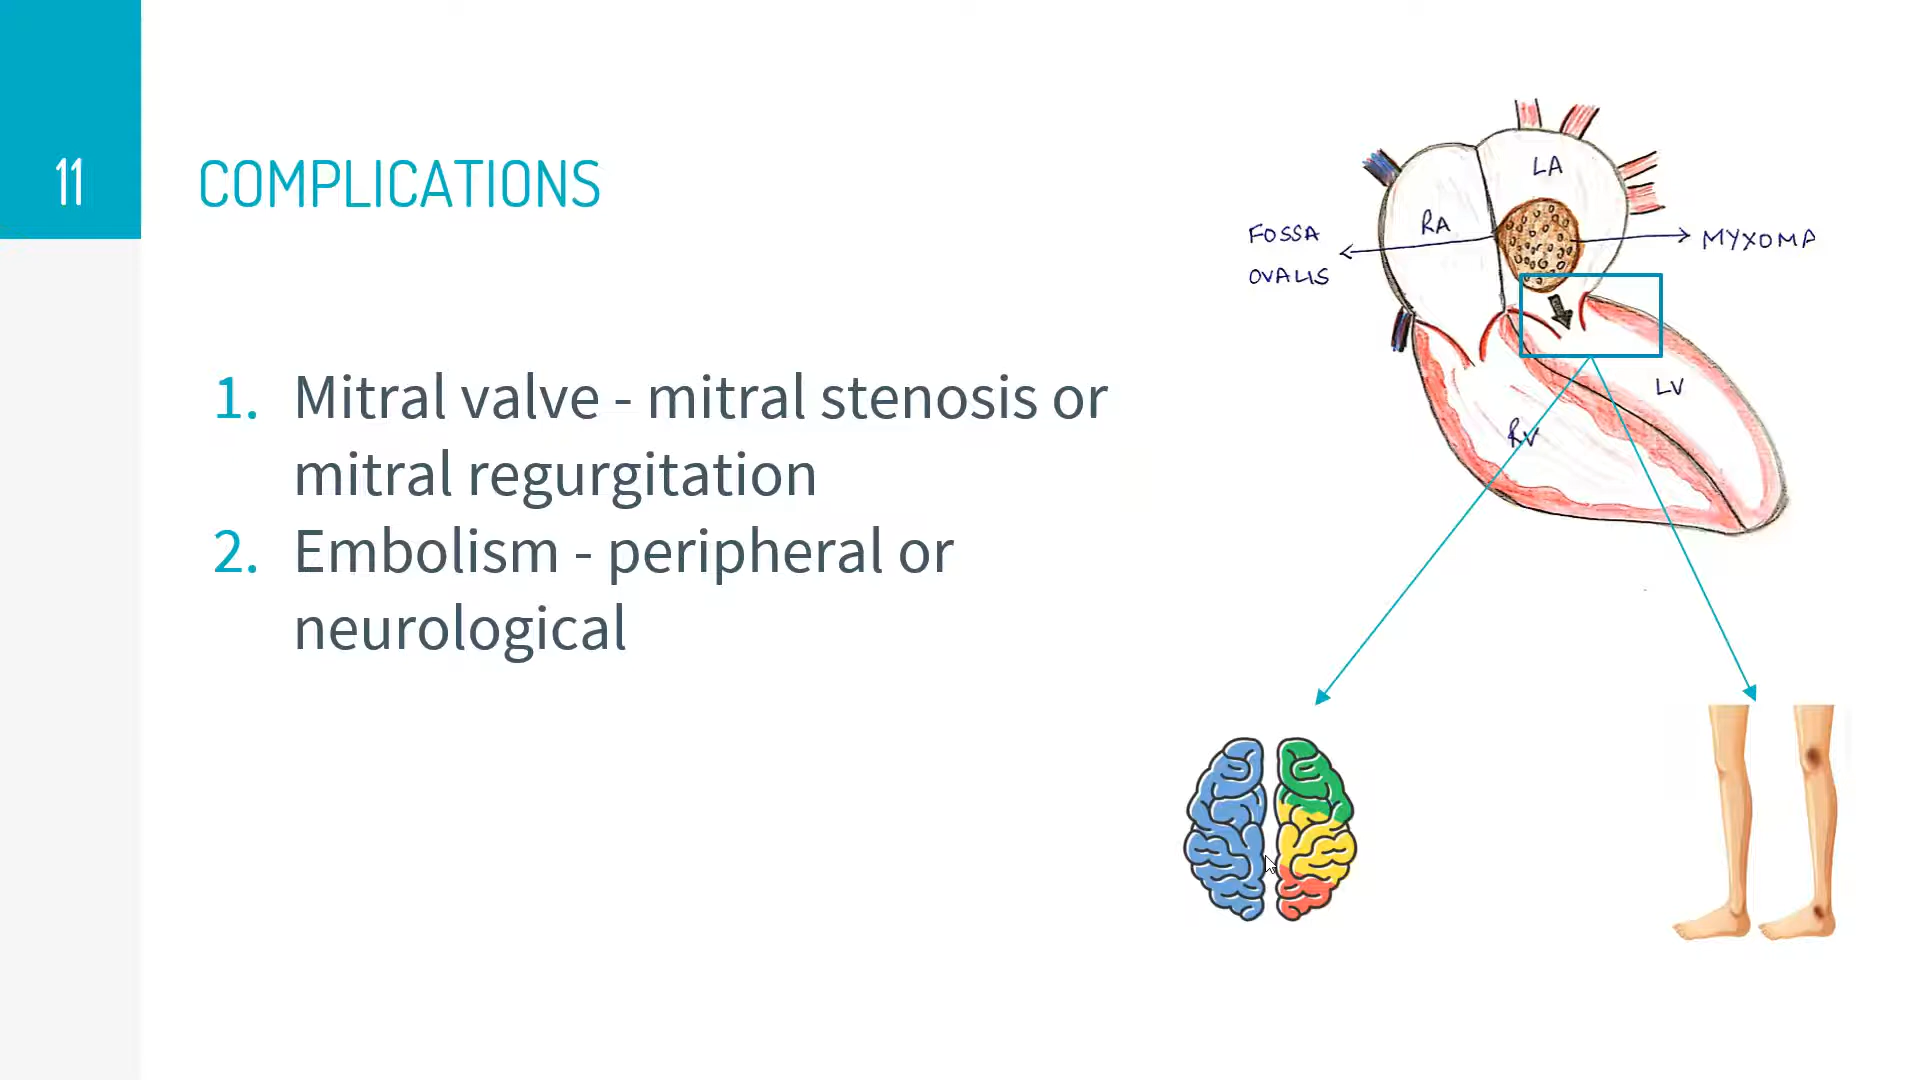 11
COMPLICATIONS
1. Mitral valve - mitral stenosis or
mitral regurgitation
2. Embolism - peripheral or
neurological
LA
RA
FOSSA
OVALIS
MYXOMA
LV
RV